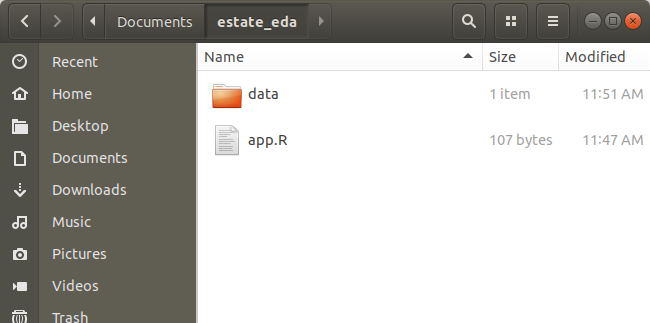 Documents estate_eda
Name Size Modified
Recent
Home
Desktop
Documents
Downloads
Music
Pictures
Videos
Trash
data 1 item 11:51 AM
app.R 107 bytes 11:47 AM